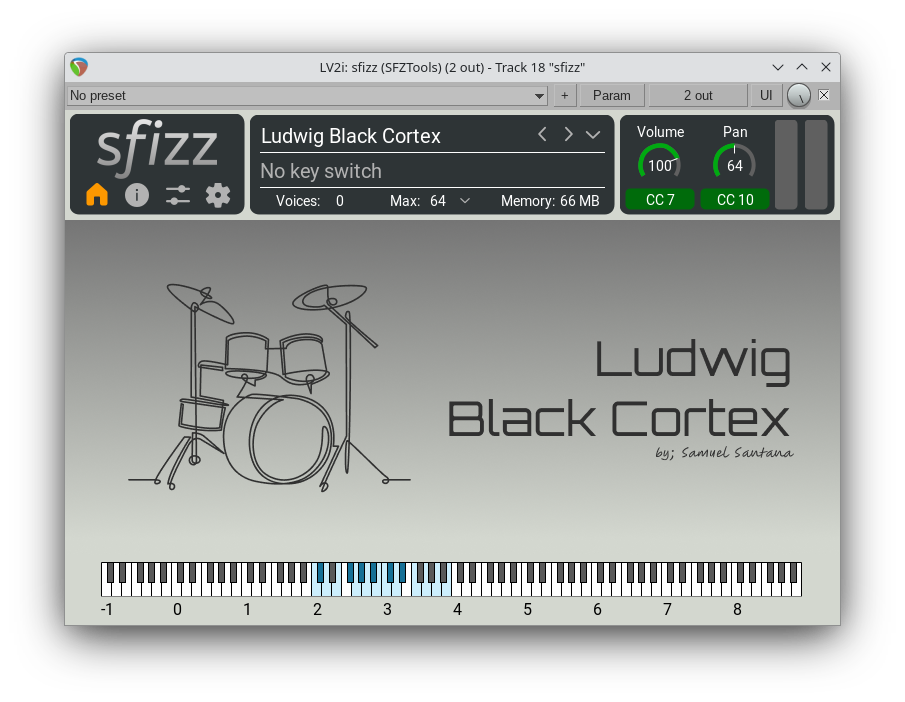 LV2i: sfizz (SFZTools) (2 out) - Track 18 "sfizz"
No preset + Param 2 out UI
sfizz
Ludwig Black Cortex
No key switch
Voices: 0 Max: 64 Memory: 66 MB
Volume Pan
100 64
CC 7 CC 10
Ludwig
Black Cortex
by; Samuel Santana
-1 0 1 2 3 4 5 6 7 8